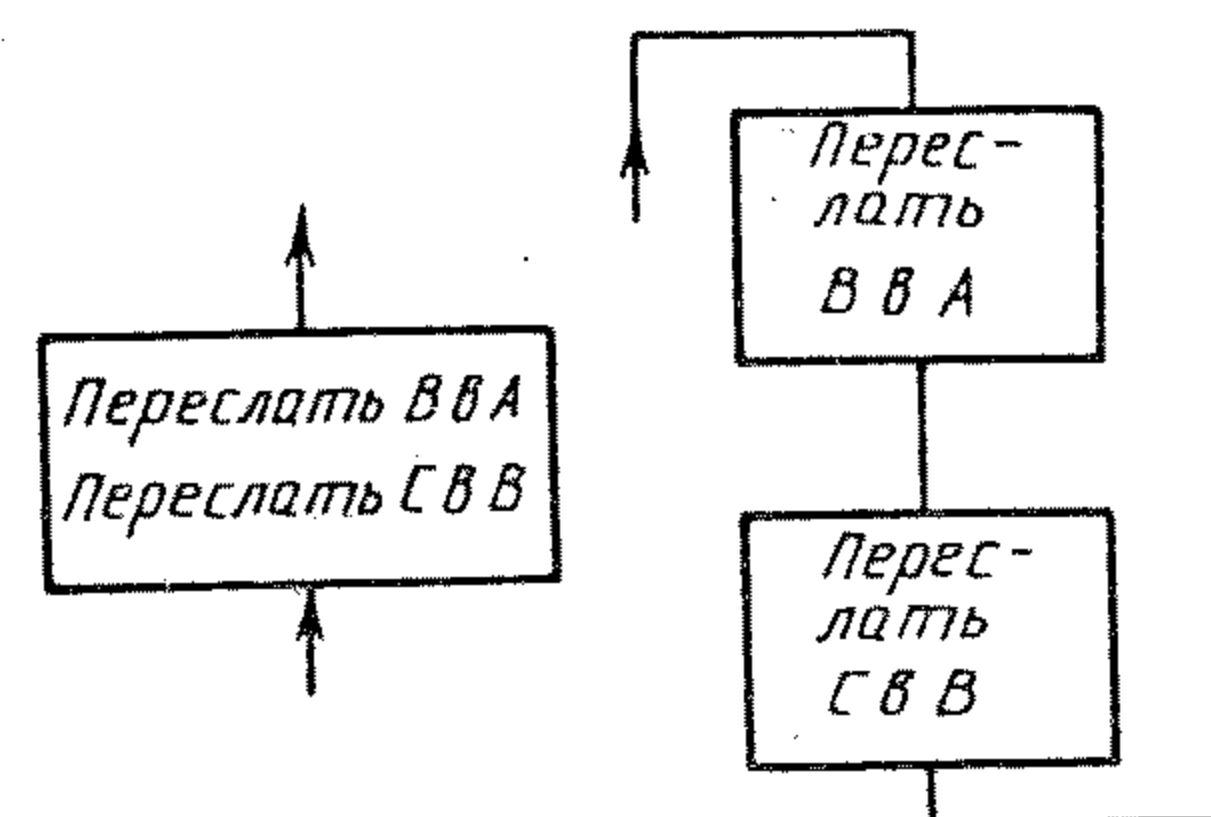 Переслать В в А
Переслать С в В
Перес-
лать
В в А
Перес-
лать
С в В